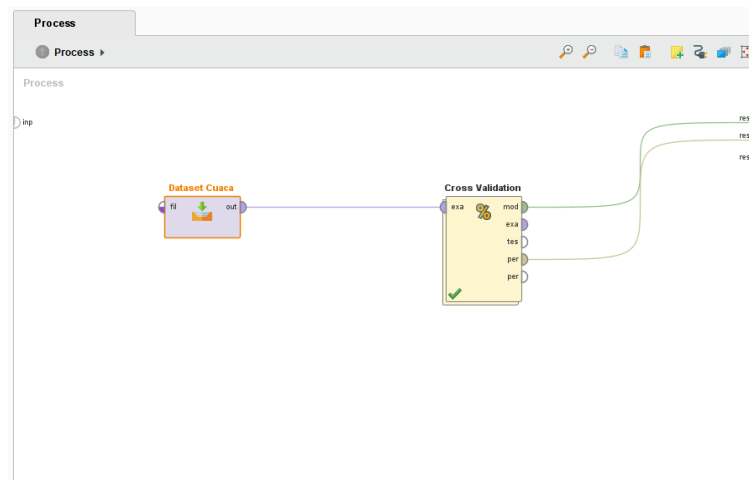 Process
Process
Process
inp
res
res
res
Dataset Cuaca
fil
out
Cross Validation
exa
mod
exa
tes
per
per